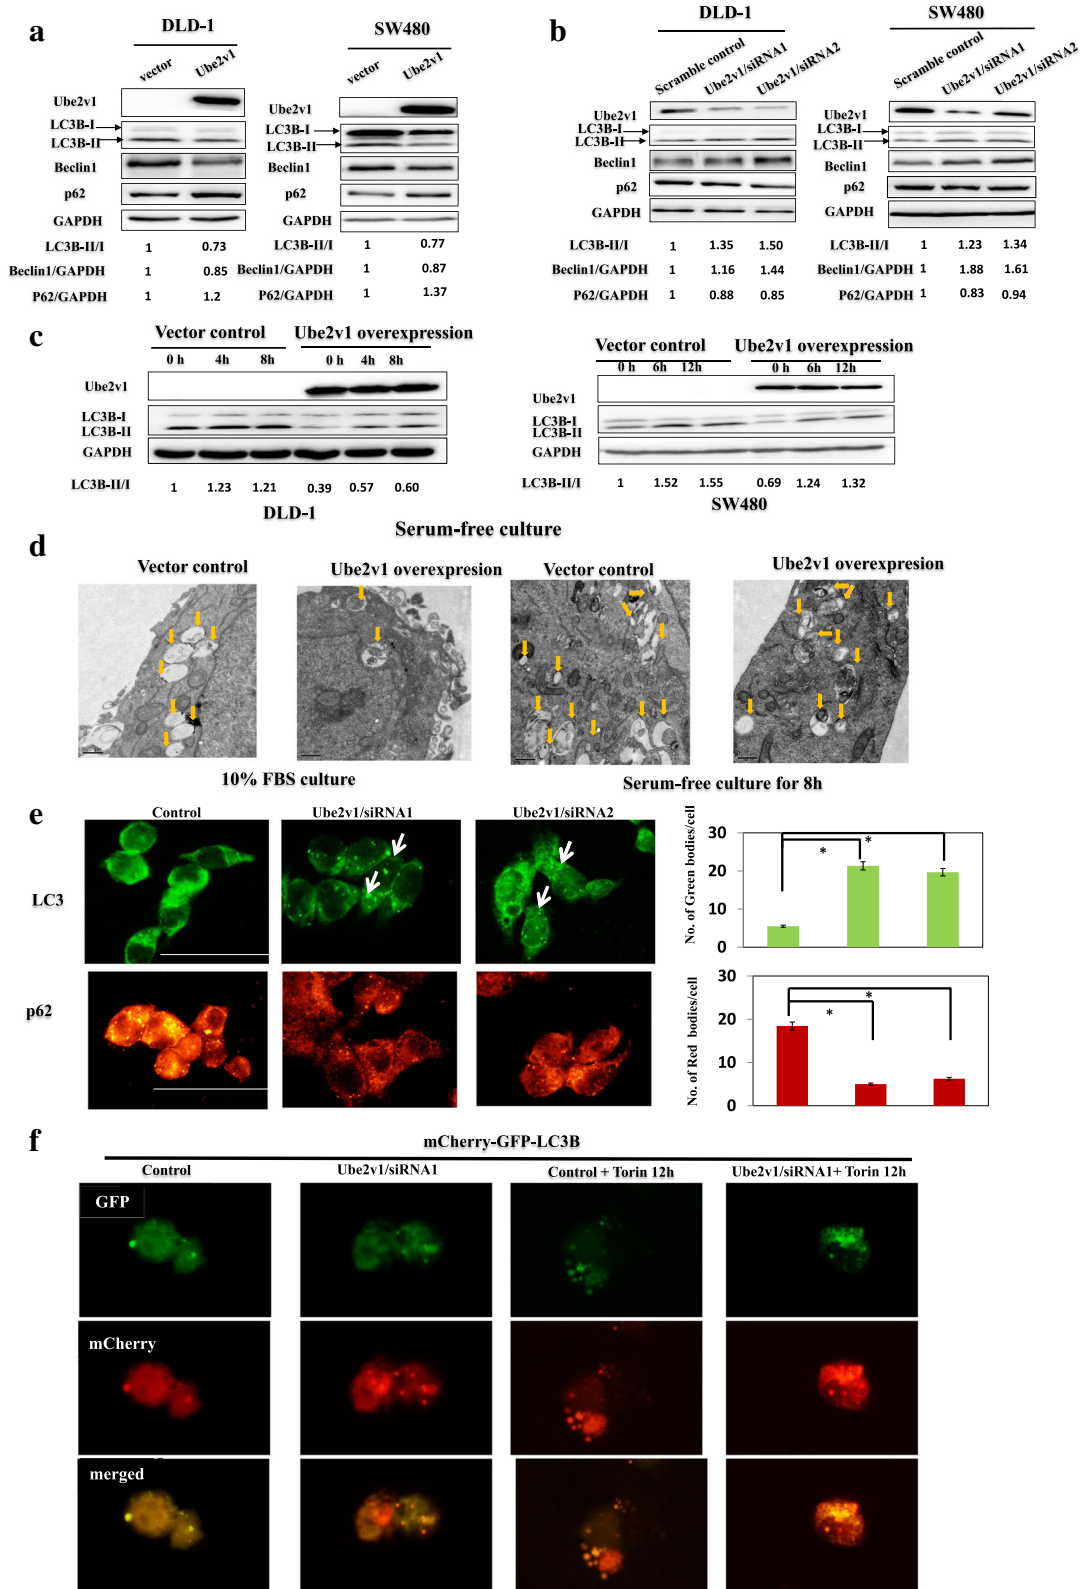 a
DLD-1
SW480
vector
Ube2v1
vector
Ube2v1
Ube2v1
LC3B-I
LC3B-II
Beclin1
p62
GAPDH
LC3B-II/I 1 0.73
Beclin1/GAPDH 1 0.85
P62/GAPDH 1 1.2
Ube2v1
LC3B-I
LC3B-II
Beclin1
p62
GAPDH
LC3B-II/I 1 0.77
Beclin1/GAPDH 1 0.87
P62/GAPDH 1 1.37
b
DLD-1
SW480
Scramble control
Ube2v1/siRNA1
Ube2v1/siRNA2
Scramble control
Ube2v1/siRNA1
Ube2v1/siRNA2
Ube2v1
LC3B-I
LC3B-II
Beclin1
p62
GAPDH
LC3B-II/I 1 1.35 1.50
Beclin1/GAPDH 1 1.16 1.44
P62/GAPDH 1 0.88 0.85
Ube2v1
LC3B-I
LC3B-II
Beclin1
p62
GAPDH
LC3B-II/I 1 1.23 1.34
Beclin1/GAPDH 1 1.88 1.61
P62/GAPDH 1 0.83 0.94
c
Vector control Ube2v1 overexpression
0 h 4h 8h 0 h 4h 8h
Ube2v1
LC3B-I
LC3B-II
GAPDH
LC3B-II/I 1 1.23 1.21 0.39 0.57 0.60
DLD-1
Vector control Ube2v1 overexpression
0 h 6h 12h 0 h 6h 12h
Ube2v1
LC3B-I
LC3B-II
GAPDH
LC3B-II/I 1 1.52 1.55 0.69 1.24 1.32
SW480
Serum-free culture
d
Vector control
Ube2v1 overexpresion
Vector control
Ube2v1 overexpresion
10% FBS culture
Serum-free culture for 8h
e
Control
Ube2v1/siRNA1
Ube2v1/siRNA2
LC3
p62
No. of Green bodies/cell
30
20
10
0
* *
No. of Red bodies/cell
30
20
10
0
* *
f
mCherry-GFP-LC3B
Control
Ube2v1/siRNA1
Control + Torin 12h
Ube2v1/siRNA1+ Torin 12h
GFP
mCherry
merged